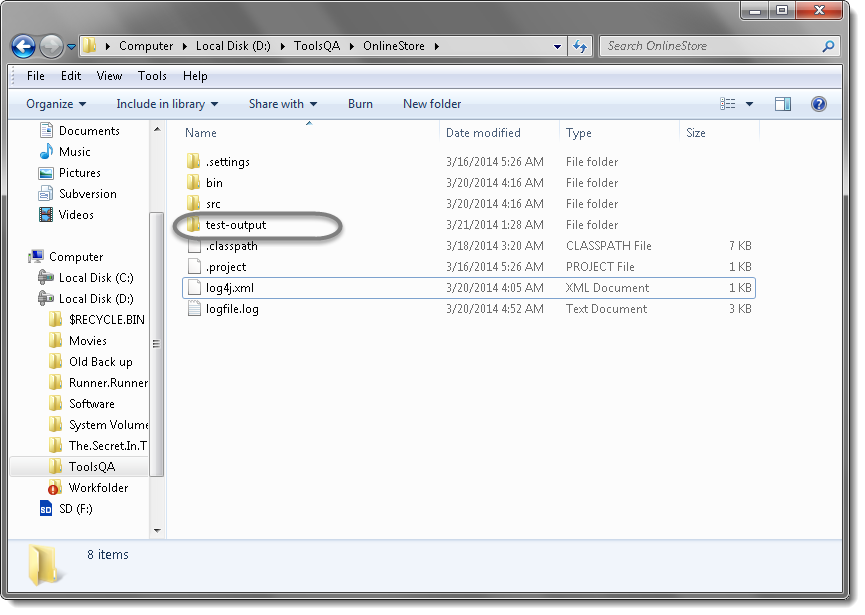 Computer ▸ Local Disk (D:) ▸ ToolsQA ▸ OnlineStore ▸ Search OnlineStore
File Edit View Tools Help
Organize Include in library Share with Burn New folder
Name Date modified Type Size
Documents
Music
Pictures
Subversion
Videos
Computer
Local Disk (C:)
Local Disk (D:)
$RECYCLE.BIN
Movies
Old Back up
Runner.Runner
Software
System Volume
The.Secret.In.T
ToolsQA
Workfolder
SD (F:)
.settings 3/16/2014 5:26 AM File folder
bin 3/20/2014 4:16 AM File folder
src 3/20/2014 4:16 AM File folder
test-output 3/21/2014 1:28 AM File folder
.classpath 3/18/2014 3:20 AM CLASSPATH File 7 KB
.project 3/16/2014 5:26 AM PROJECT File 1 KB
log4j.xml 3/20/2014 4:05 AM XML Document 1 KB
logfile.log 3/20/2014 4:52 AM Text Document 3 KB
8 items